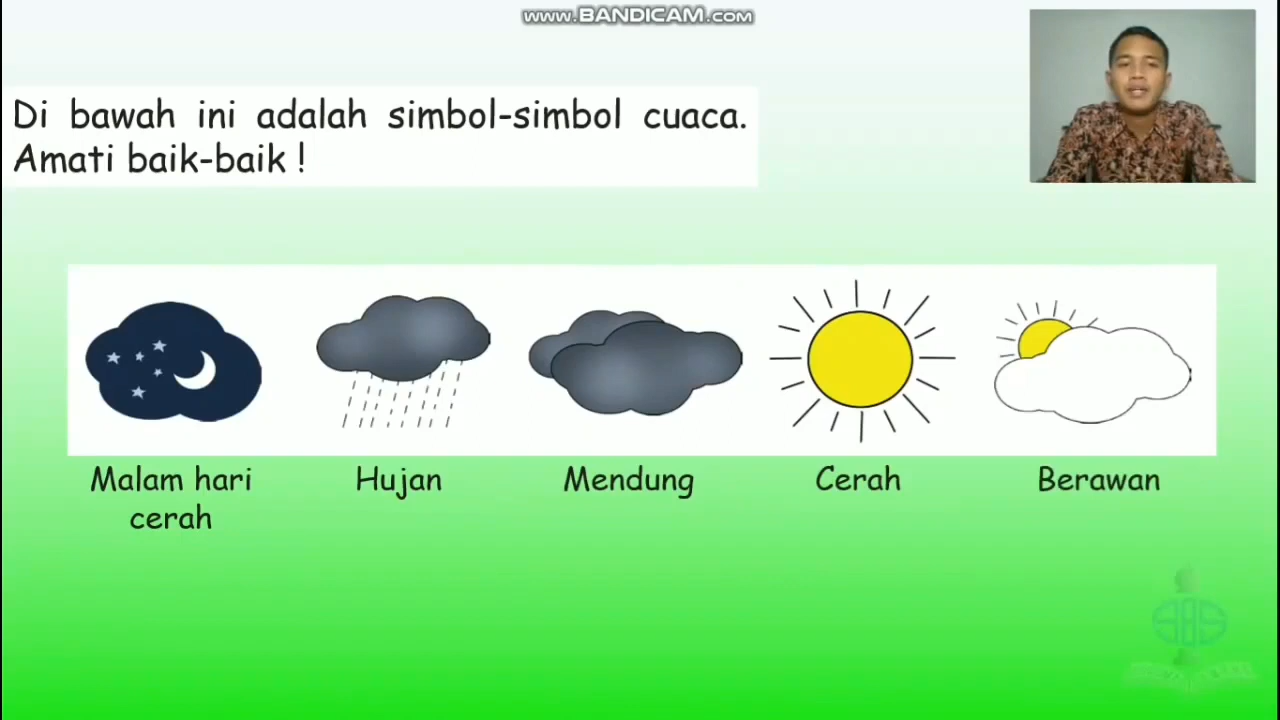 www.BANDICAM.com
Di bawah ini adalah simbol-simbol cuaca.
Amati baik-baik !
Malam hari
cerah
Hujan
Mendung
Cerah
Berawan
SBS